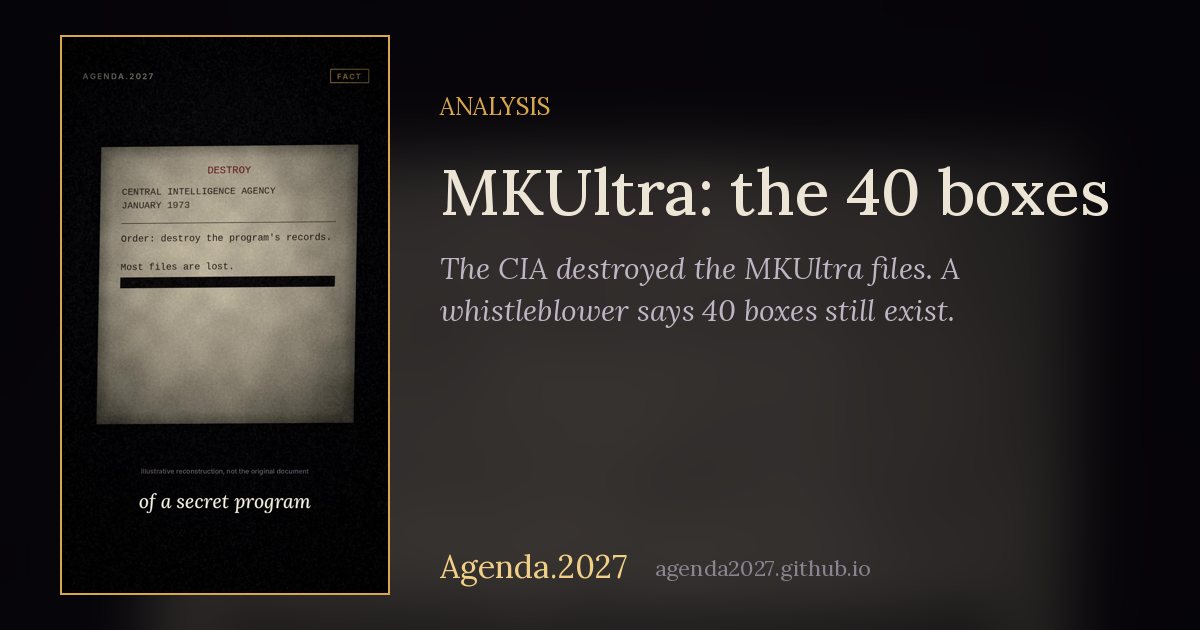 AGENDA.2027
FACT
DESTROY
CENTRAL INTELLIGENCE AGENCY
JANUARY 1973
Order: destroy the program's records.
Most files are lost.
Illustrative reconstruction, not the original document
of a secret program
ANALYSIS
MKUltra: the 40 boxes
The CIA destroyed the MKUltra files. A
whistleblower says 40 boxes still exist.
Agenda.2027 agenda2027.github.io